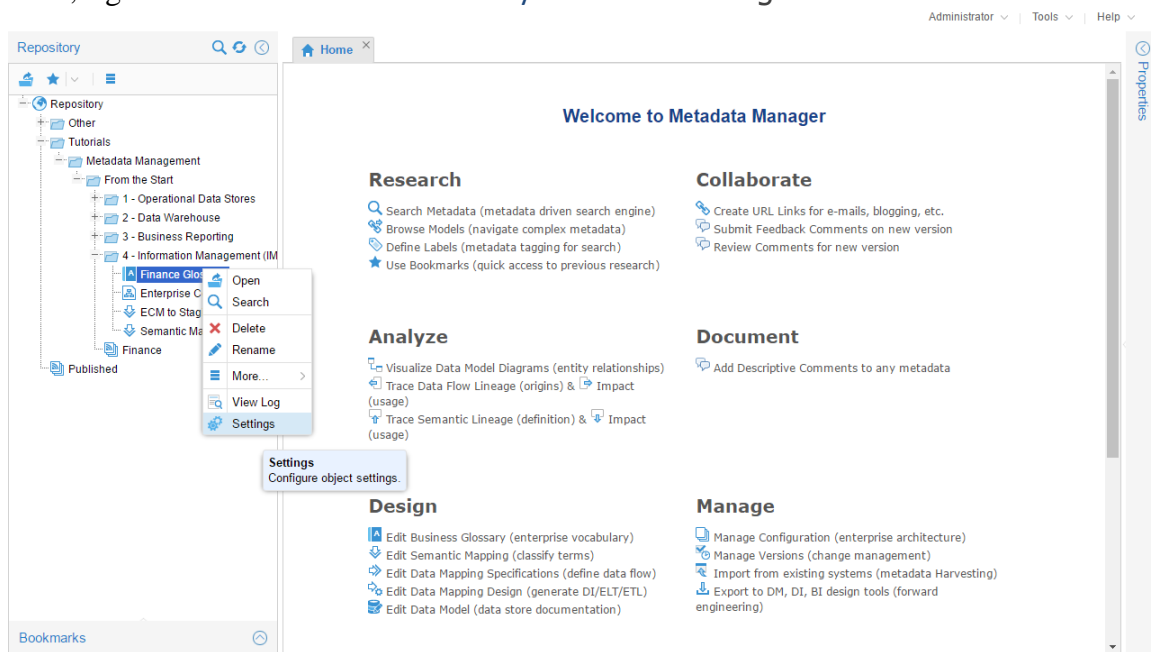 Administrator
Tools
Help
Repository
Home
Properties
Repository
Other
Tutorials
Metadata Management
From the Start
1 - Operational Data Stores
2 - Data Warehouse
3 - Business Reporting
4 - Information Management (IM
Finance Glos
Enterprise C
ECM to Stag
Semantic Ma
Finance
Published
Open
Search
Delete
Rename
More...
View Log
Settings
Settings
Configure object settings.
Bookmarks
Welcome to Metadata Manager
Research
Search Metadata (metadata driven search engine)
Browse Models (navigate complex metadata)
Define Labels (metadata tagging for search)
Use Bookmarks (quick access to previous research)
Collaborate
Create URL Links for e-mails, blogging, etc.
Submit Feedback Comments on new version
Review Comments for new version
Analyze
Visualize Data Model Diagrams (entity relationships)
Trace Data Flow Lineage (origins) & Impact
(usage)
Trace Semantic Lineage (definition) & Impact
(usage)
Document
Add Descriptive Comments to any metadata
Design
Edit Business Glossary (enterprise vocabulary)
Edit Semantic Mapping (classify terms)
Edit Data Mapping Specifications (define data flow)
Edit Data Mapping Design (generate DI/ELT/ETL)
Edit Data Model (data store documentation)
Manage
Manage Configuration (enterprise architecture)
Manage Versions (change management)
Import from existing systems (metadata Harvesting)
Export to DM, DI, BI design tools (forward
engineering)